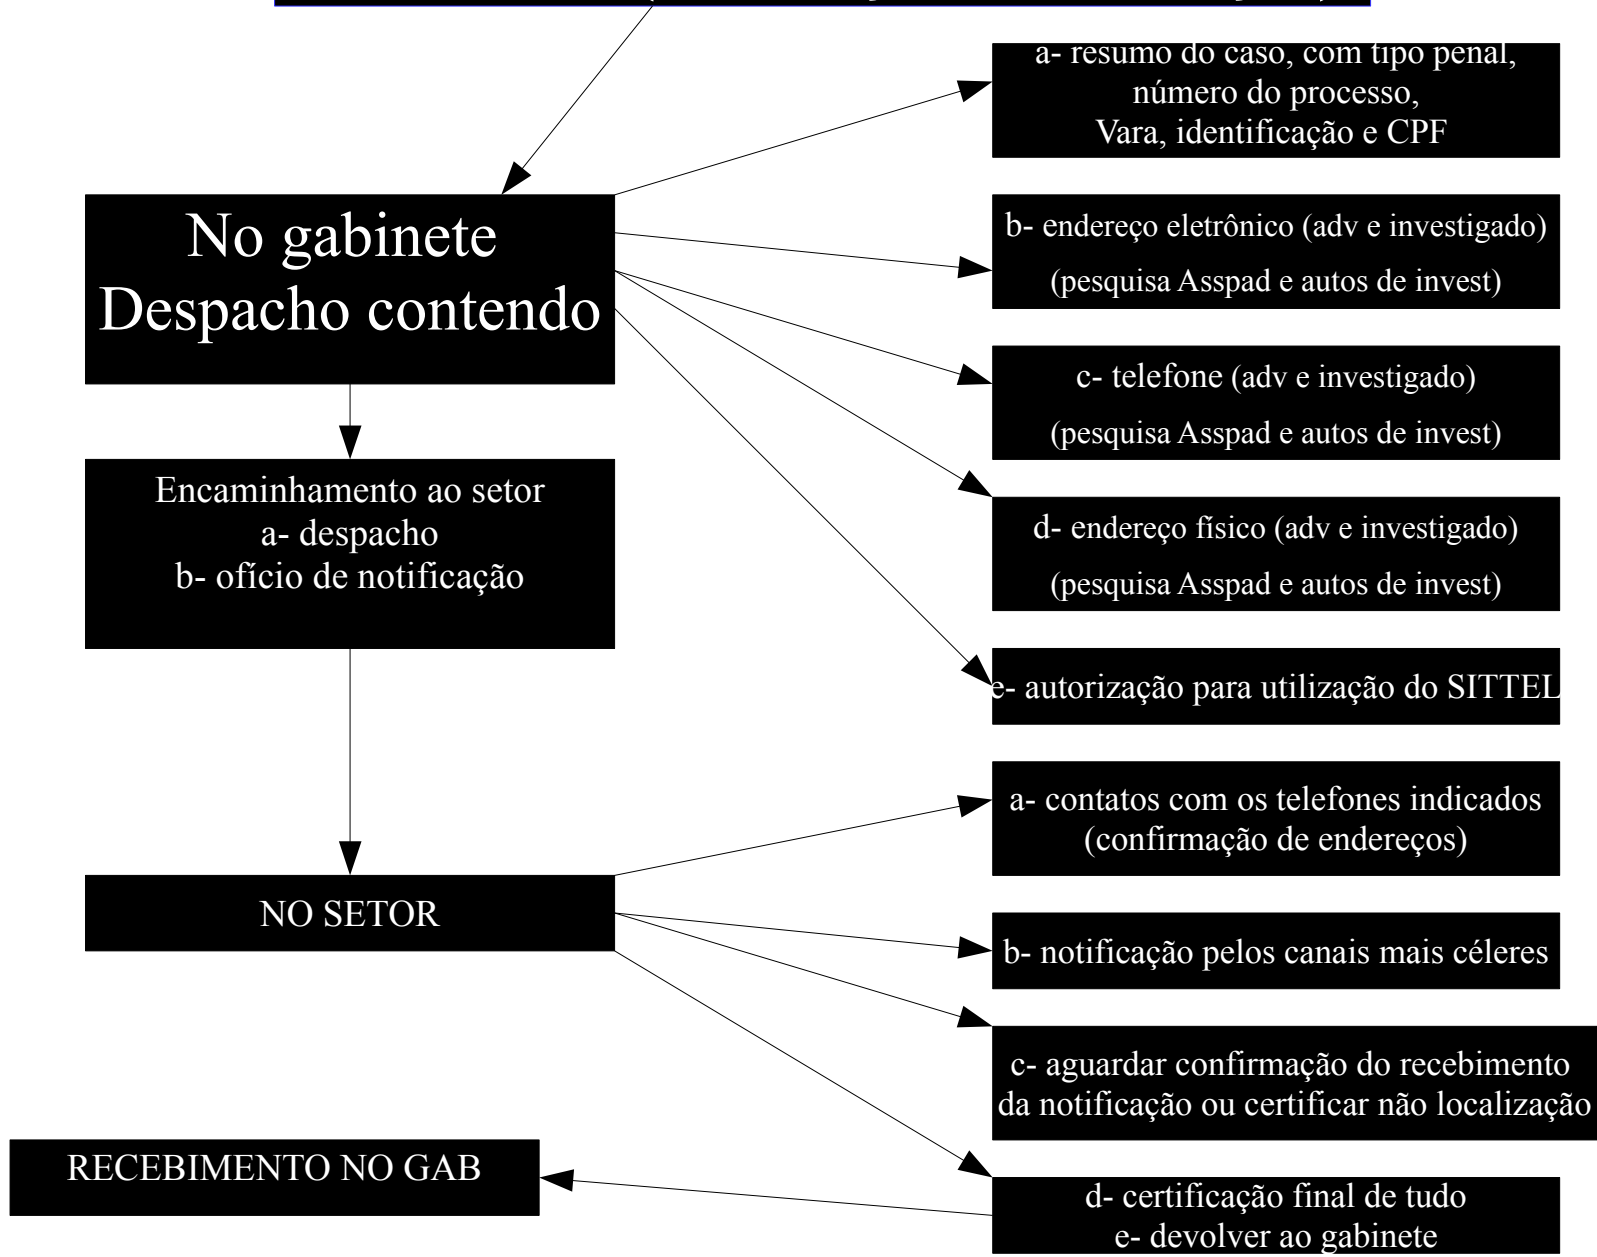 a- resumo do caso, com tipo penal,
número do processo,
Vara, identificação e CPF
No gabinete
Despacho contendo
b- endereço eletrônico (adv e investigado)
(pesquisa Asspad e autos de invest)
c- telefone (adv e investigado)
(pesquisa Asspad e autos de invest)
Encaminhamento ao setor
a- despacho
b- ofício de notificação
d- endereço físico (adv e investigado)
(pesquisa Asspad e autos de invest)
e- autorização para utilização do SITTEL
NO SETOR
a- contatos com os telefones indicados
(confirmação de endereços)
b- notificação pelos canais mais céleres
c- aguardar confirmação do recebimento
da notificação ou certificar não localização
RECEBIMENTO NO GAB
d- certificação final de tudo
e- devolver ao gabinete